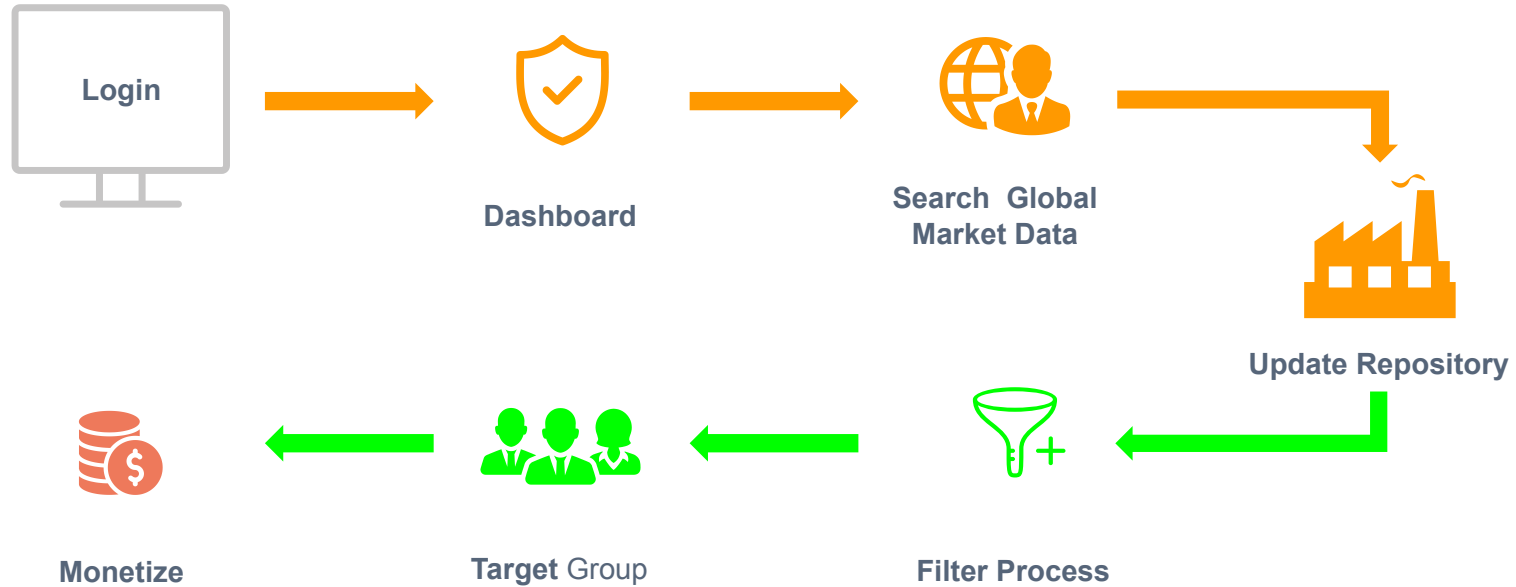 Login
Dashboard
Search Global
Market Data
Update Repository
Filter Process
Target Group
Monetize
$